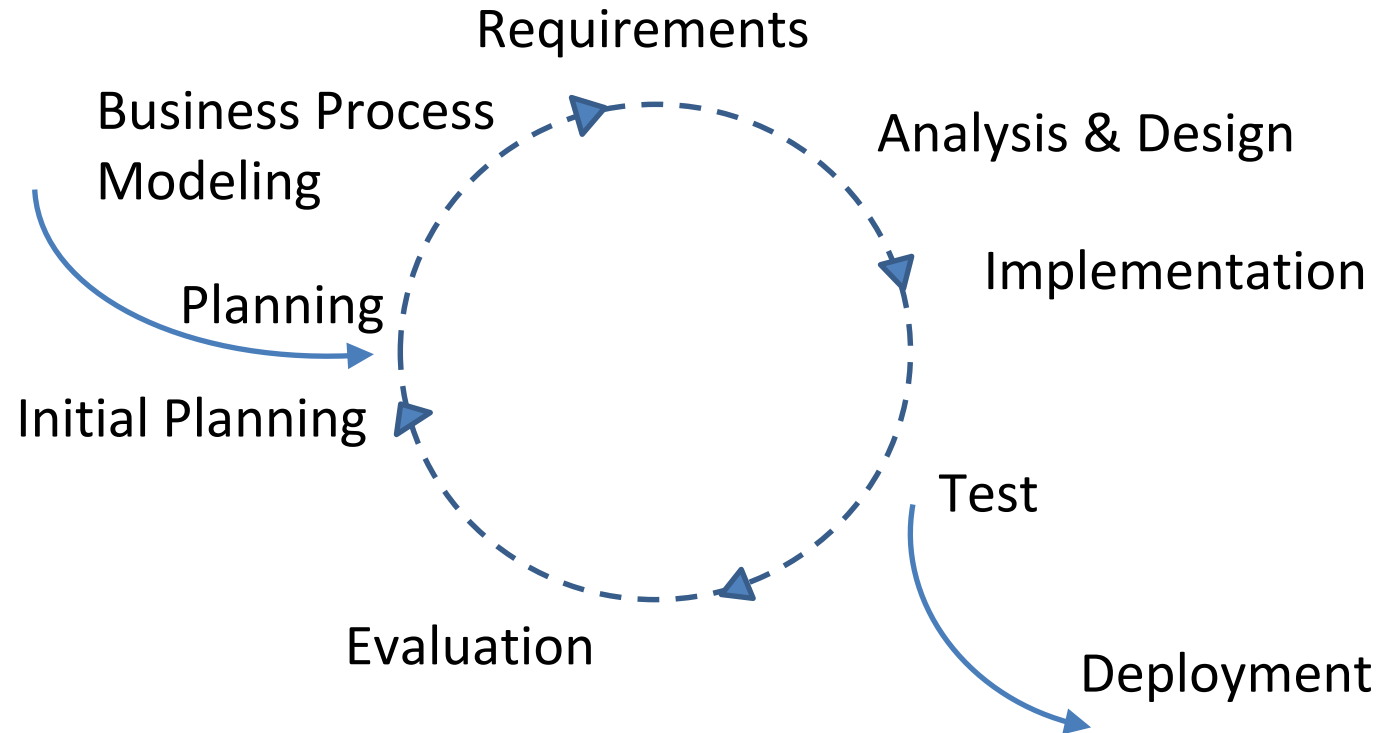 Requirements
Business Process
Modeling
Analysis & Design
Implementation
Planning
Initial Planning
Test
Evaluation
Deployment